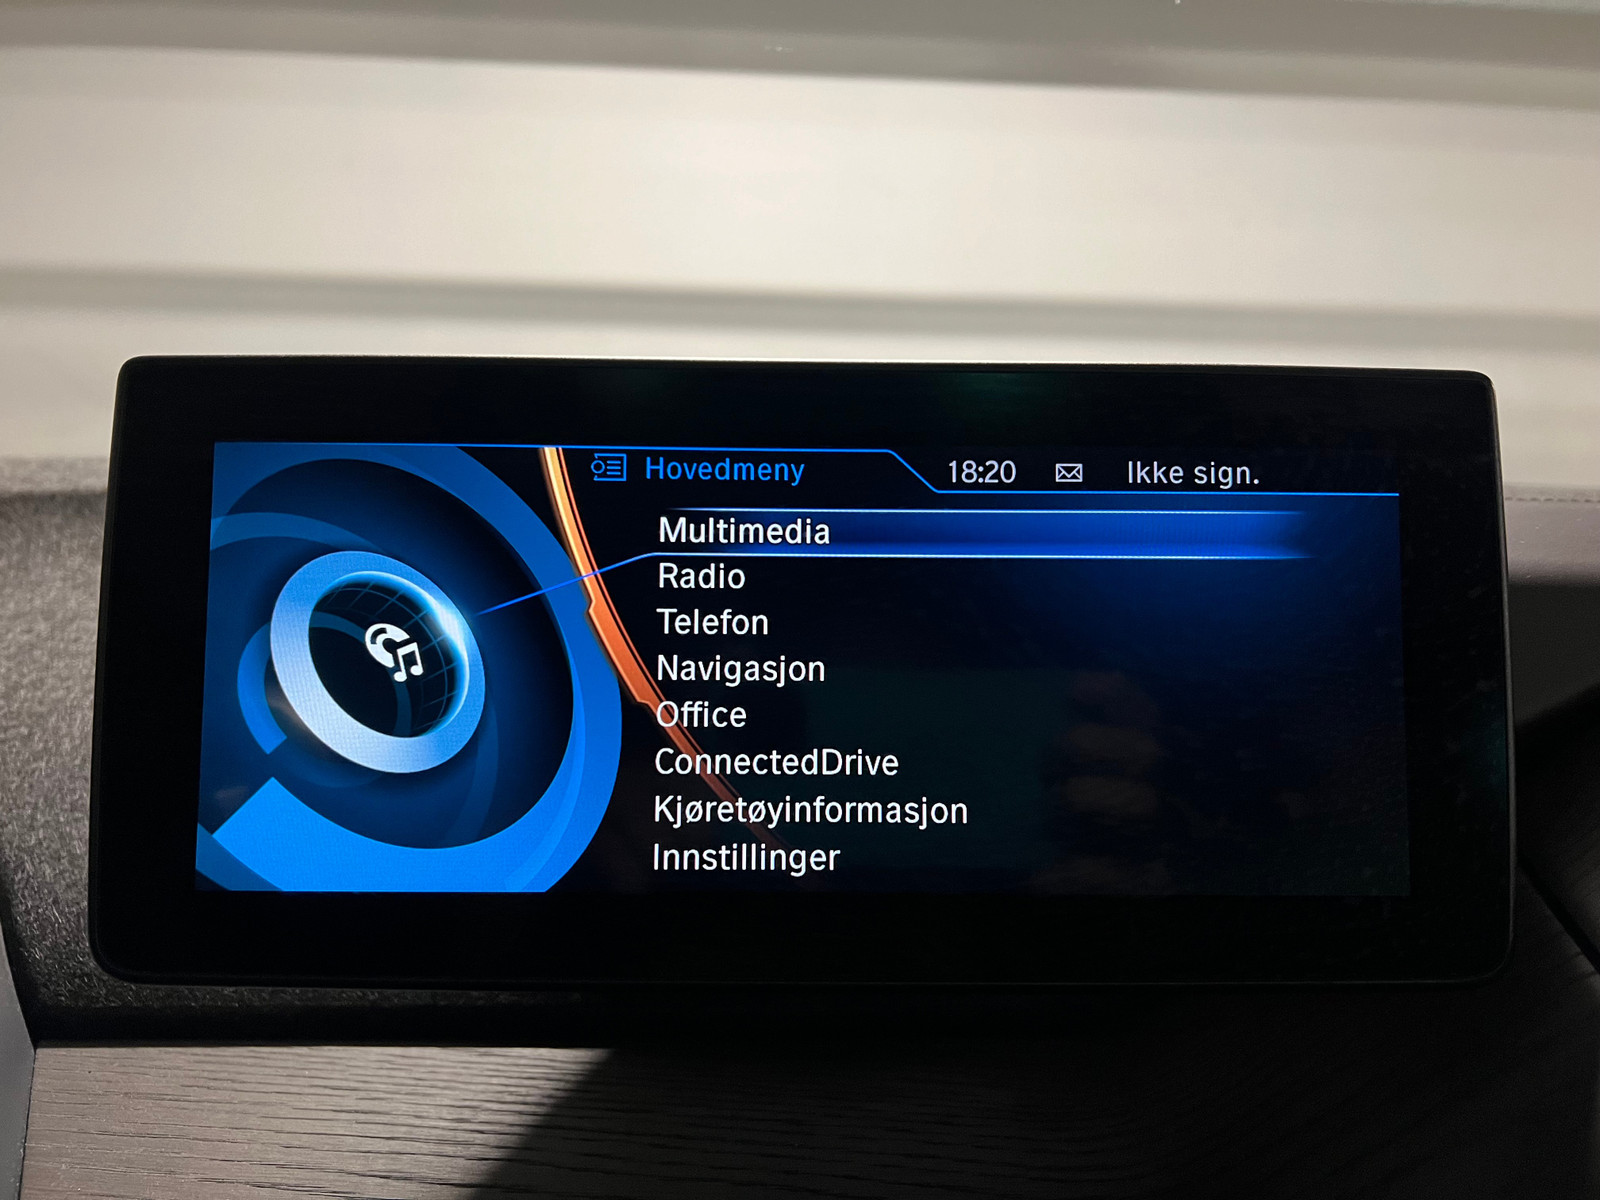 Hovedmeny 18:20 Ikke sign.
Multimedia
Radio
Telefon
Navigasjon
Office
ConnectedDrive
Kjøretøyinformasjon
Innstillinger